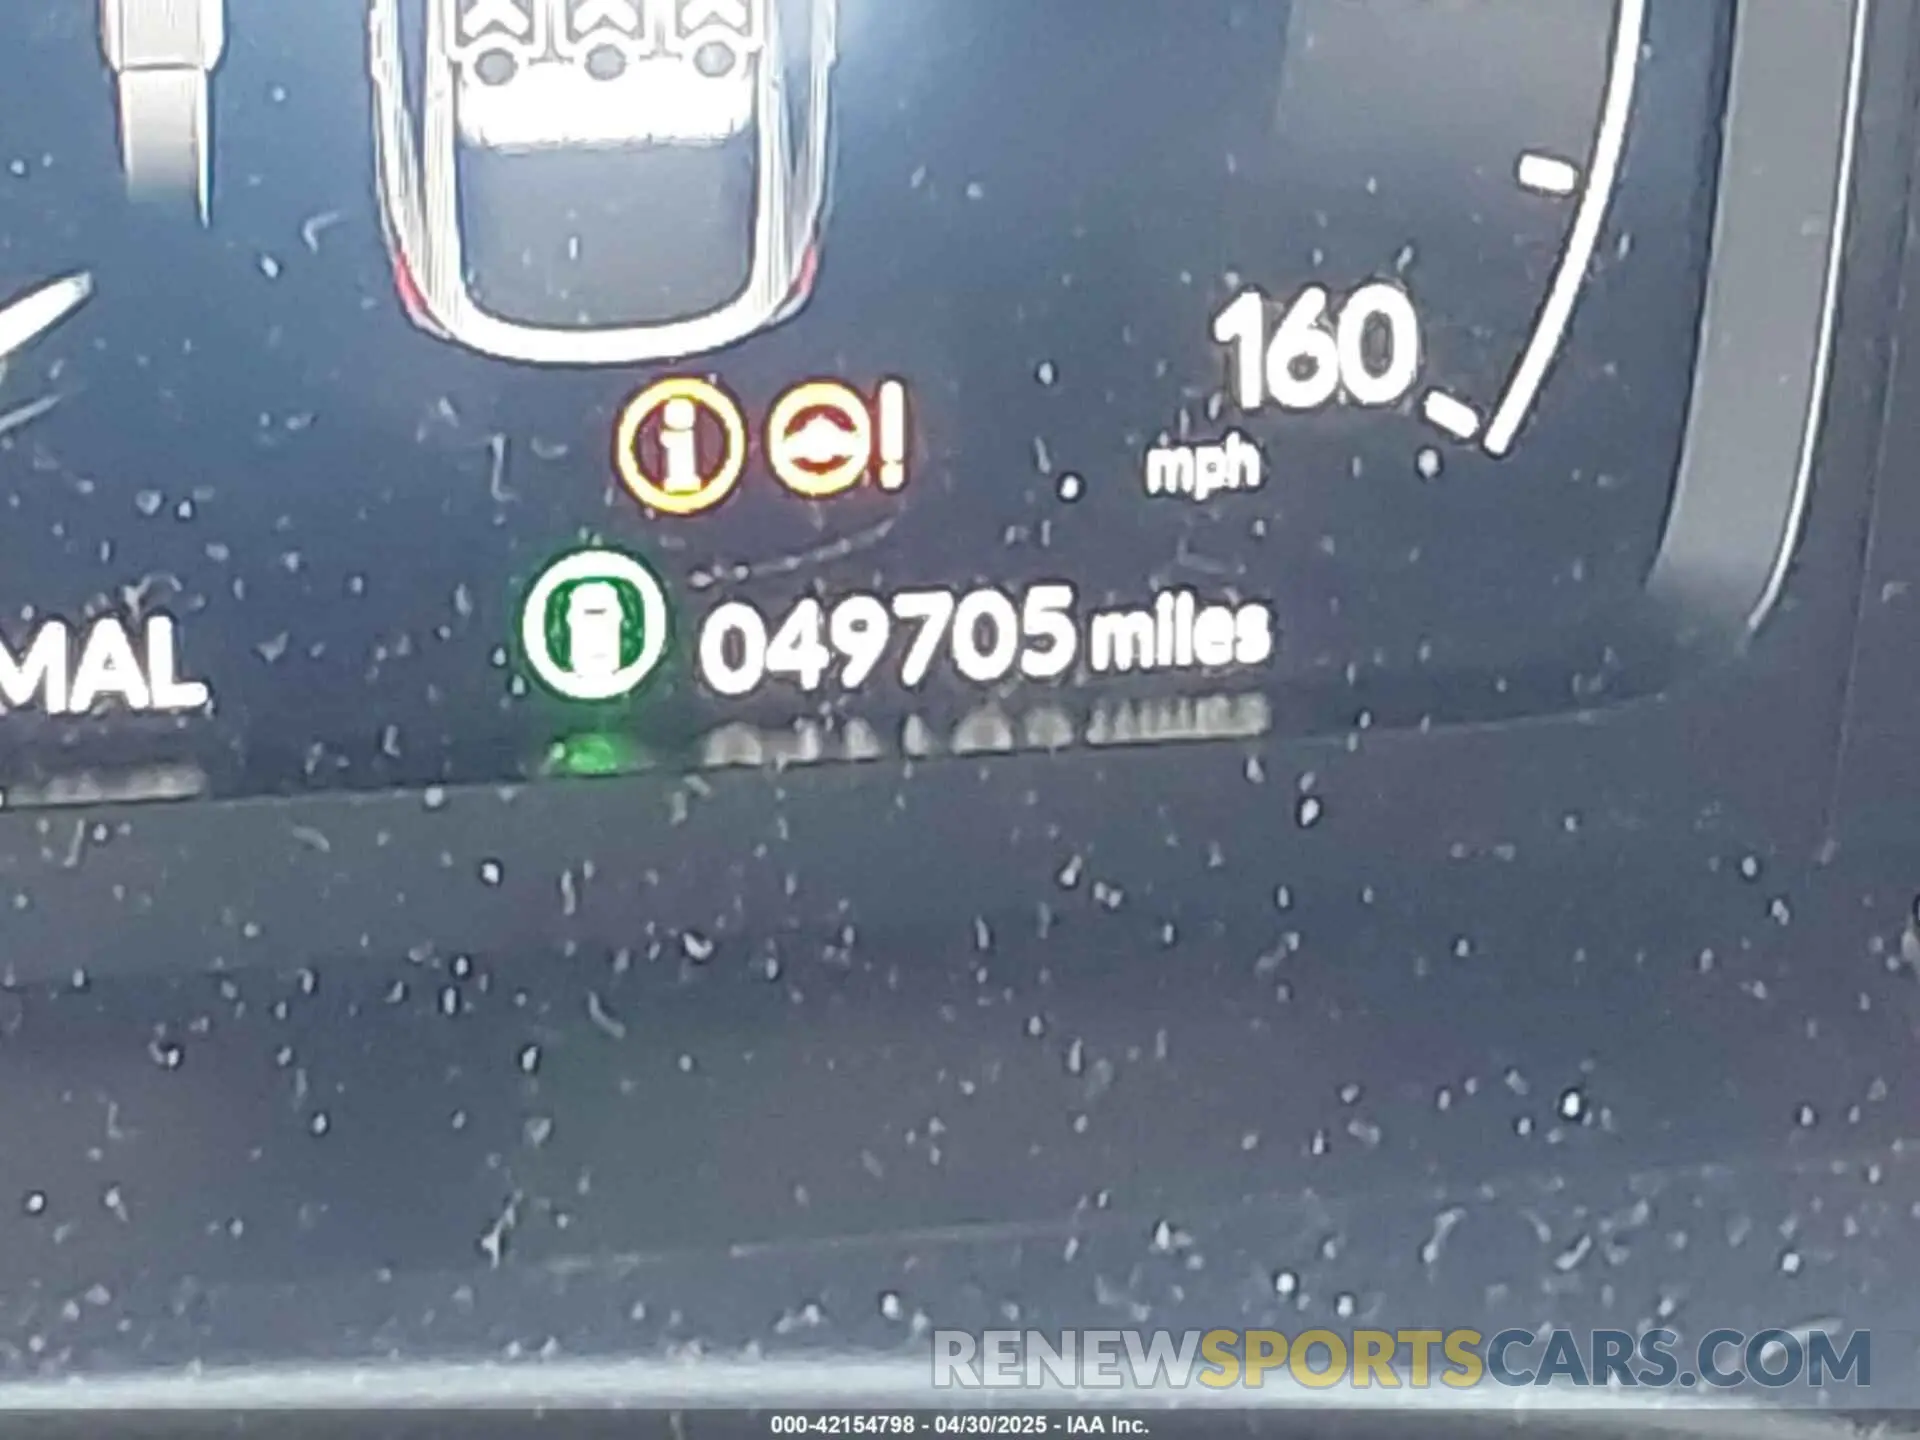 160
mph
MAL
049705 miles
RENEWSPORTSCARS.COM
000-42154798 - 04/30/2025 - IAA Inc.